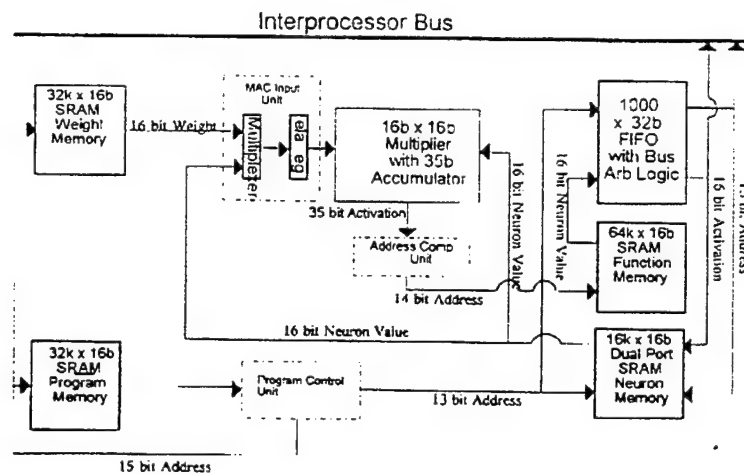 Interprocessor Bus
32k x 16b
SRAM
Weight
Memory
16 bit Weight
MAC Input
Unit
Multiplexer
16b x 16b
Multiplier
with 35b
Accumulator
35 bit Activation
Address Comp
Unit
14 bit Address
16 bit Neuron Value
16 bit Neuron Value
16 bit Neuron Value
1000
x 32b
FIFO
with Bus
Arb Logic
64k x 16b
SRAM
Function
Memory
16 bit Activation
bit Address
32k x 16b
SRAM
Program
Memory
Program Control
Unit
13 bit Address
16k x 16b
Dual Port
SRAM
Neuron
Memory
15 bit Address